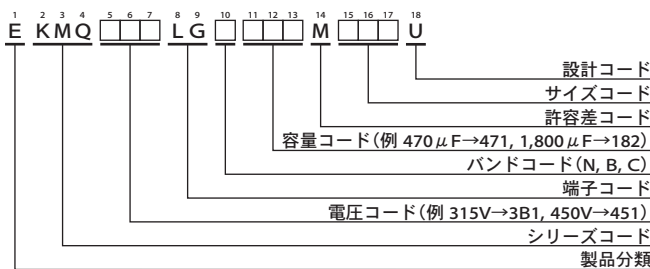 1 2 3 4 5 6 7 8 9 10 11 12 13 14 15 16 17 18
E KMQ □□□ LG □ □□□ M □□□ U
設計コード
サイズコード
許容差コード
容量コード(例 470μF→471, 1,800μF→182)
バンドコード(N, B, C)
端子コード
電圧コード(例 315V→3B1, 450V→451)
シリーズコード
製品分類